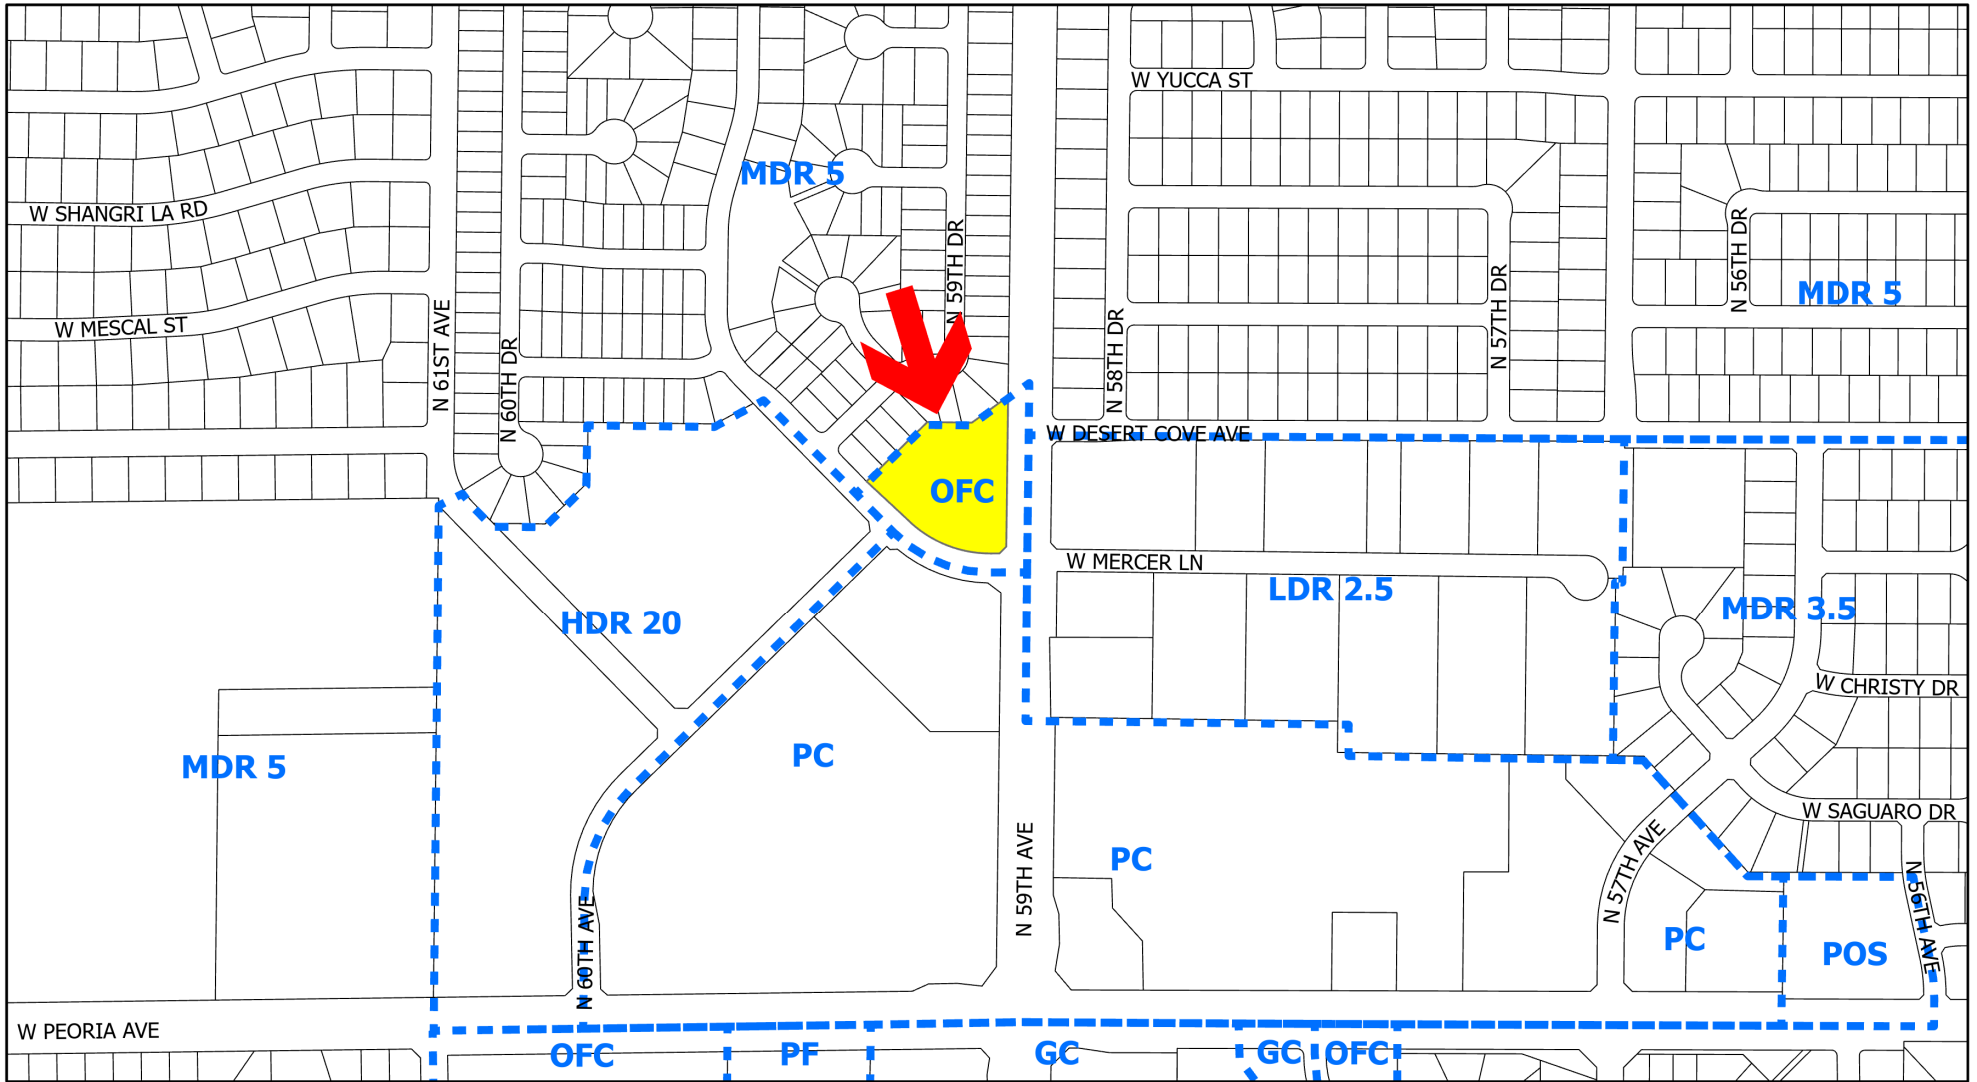 W YUCCA ST
MDR 5
W SHANGRI LA RD
N 59TH DR
N 56TH DR
MDR 5
N 57TH DR
W MESCAL ST
N 61ST AVE
N 60TH DR
N 58TH DR
W DESERT COVE AVE
OFC
W MERCER LN
LDR 2.5
HDR 20
MDR 3.5
W CHRISTY DR
MDR 5
PC
W SAGUARO DR
N 59TH AVE
PC
N 57TH AVE
N 56TH AVE
N 60TH AVE
PC
POS
W PEORIA AVE
OFC
PF
GC
GC
OFC